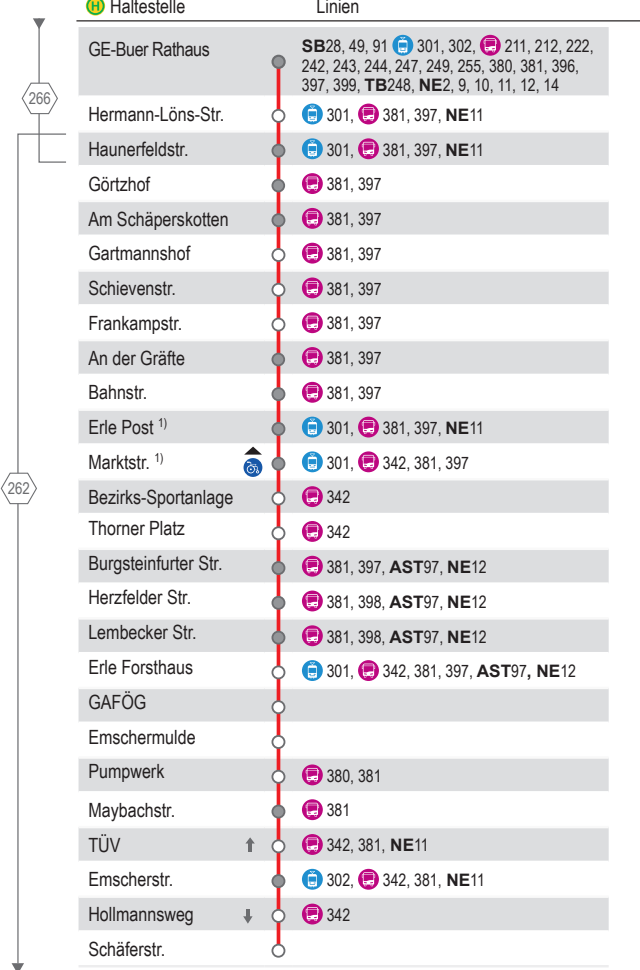 H Haltestelle Linien
GE-Buer Rathaus SB28, 49, 91 301, 302, 211, 212, 222,
242, 243, 244, 247, 249, 255, 380, 381, 396,
397, 399, TB248, NE2, 9, 10, 11, 12, 14
266
Hermann-Löns-Str. 301, 381, 397, NE11
Haunerfeldstr. 301, 381, 397, NE11
Görtzhof 381, 397
Am Schäperskotten 381, 397
Gartmannshof 381, 397
Schievenstr. 381, 397
Frankampstr. 381, 397
An der Gräfte 381, 397
Bahnstr. 381, 397
Erle Post 1) 301, 381, 397, NE11
Marktstr. 1) 301, 342, 381, 397
262
Bezirks-Sportanlage 342
Thorner Platz 342
Burgsteinfurter Str. 381, 397, AST97, NE12
Herzfelder Str. 381, 398, AST97, NE12
Lembecker Str. 381, 398, AST97, NE12
Erle Forsthaus 301, 342, 381, 397, AST97, NE12
GAFÖG
Emschermulde
Pumpwerk 380, 381
Maybachstr. 381
TÜV 342, 381, NE11
Emscherstr. 302, 342, 381, NE11
Hollmannsweg 342
Schäferstr.